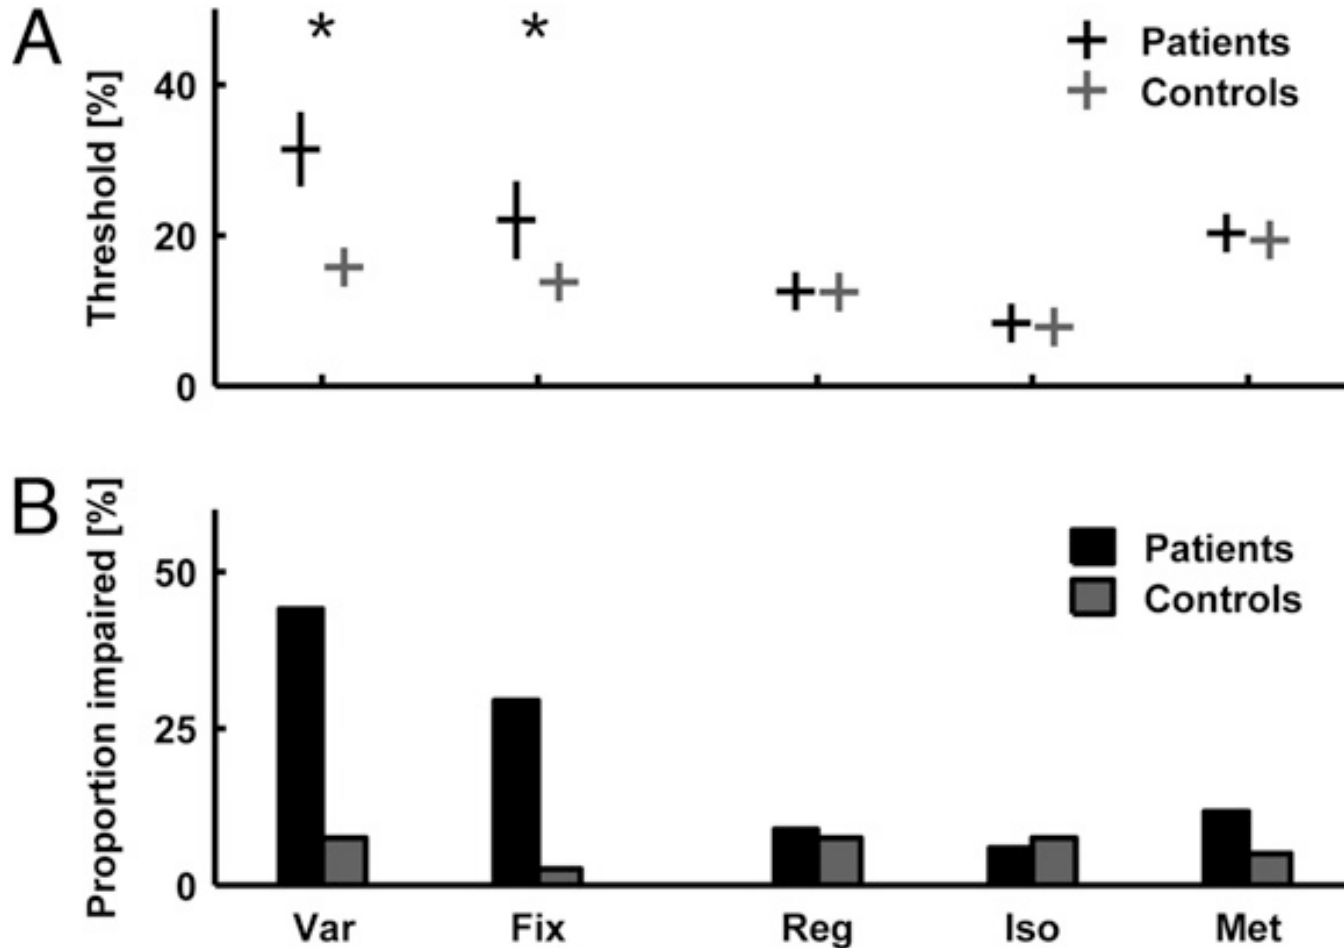 A
* *
Patients
Controls
Threshold [%]
40
20
0
B
Patients
Controls
Proportion impaired [%]
50
25
0
Var Fix Reg Iso Met